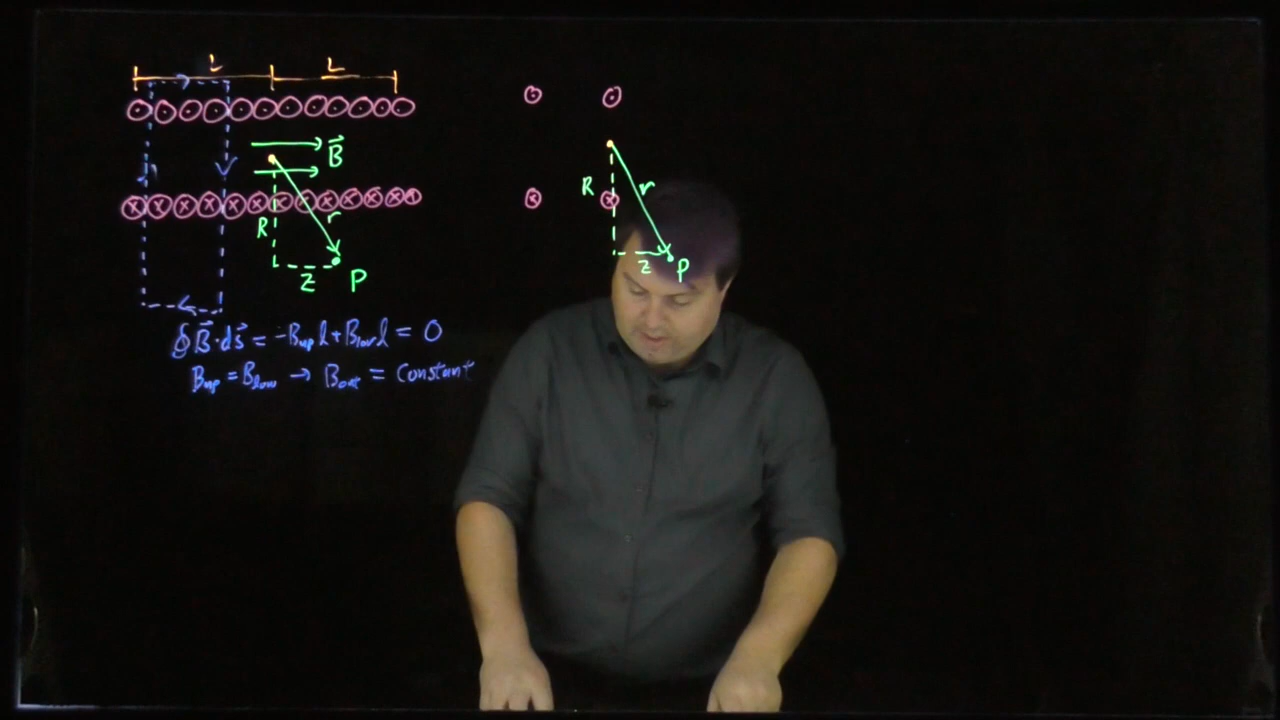 L L
B⃗
R r
z P
R r
z P
∮B⃗·ds⃗ = -B_up l + B_low l = 0
B_up = B_low → B_out = Constant